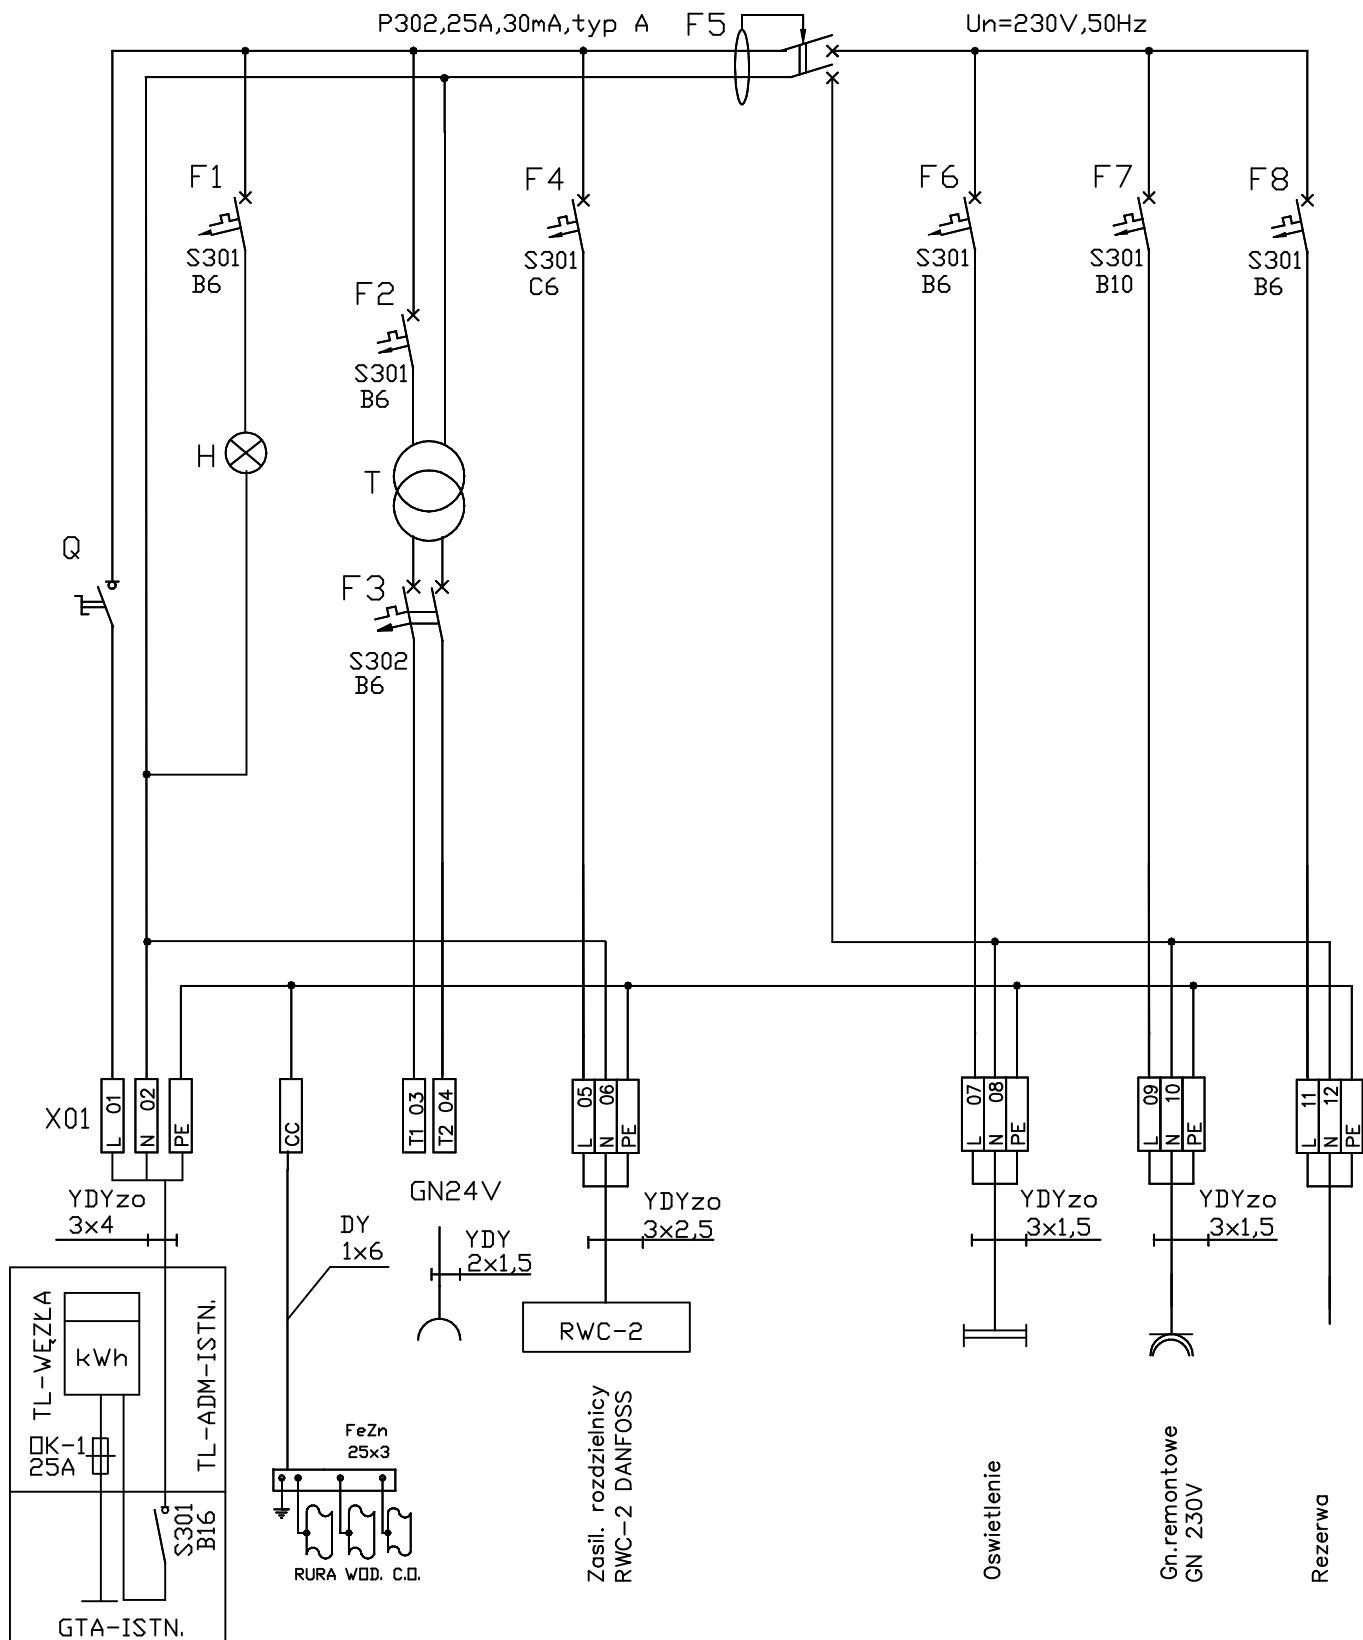 P302,25A,30mA,typ A
F5
Un=230V,50Hz
F1
S301
B6
F4
S301
C6
F6
S301
B6
F7
S301
B10
F8
S301
B6
F2
S301
B6
H
T
Q
F3
S302
B6
X01
L 01
N 02
PE
CC
T1 03
T2 04
L 05
N 06
PE
L 07
N 08
PE
L 09
N 10
PE
L 11
N 12
PE
YDYzo
3x4
DY
1x6
GN24V
YDY
2x1,5
YDYzo
3x2,5
YDYzo
3x1,5
YDYzo
3x1,5
RWC-2
TL-WĘZŁA
kWh
TL-ADM-ISTN.
OK-1
25A
S301
B16
GTA-ISTN.
FeZn
25x3
RURA WOD. C.O.
Zasil. rozdzielnicy
RWC-2 DANFOSS
Oswietlenie
Gn.remontowe
GN 230V
Rezerwa